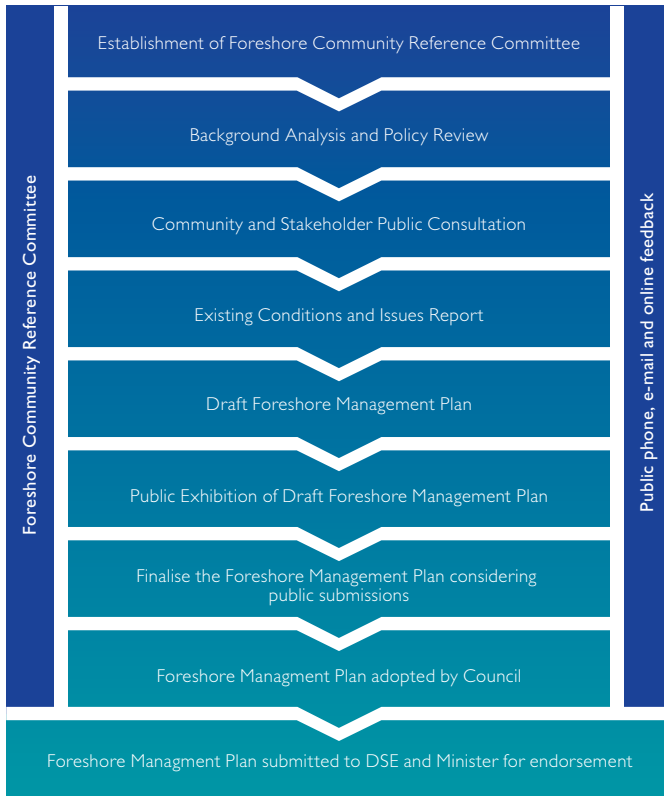 Foreshore Community Reference Committee
Establishment of Foreshore Community Reference Committee
Background Analysis and Policy Review
Community and Stakeholder Public Consultation
Existing Conditions and Issues Report
Draft Foreshore Management Plan
Public Exhibition of Draft Foreshore Management Plan
Finalise the Foreshore Management Plan considering
public submissions
Foreshore Managment Plan adopted by Council
Foreshore Managment Plan submitted to DSE and Minister for endorsement
Public phone, e-mail and online feedback